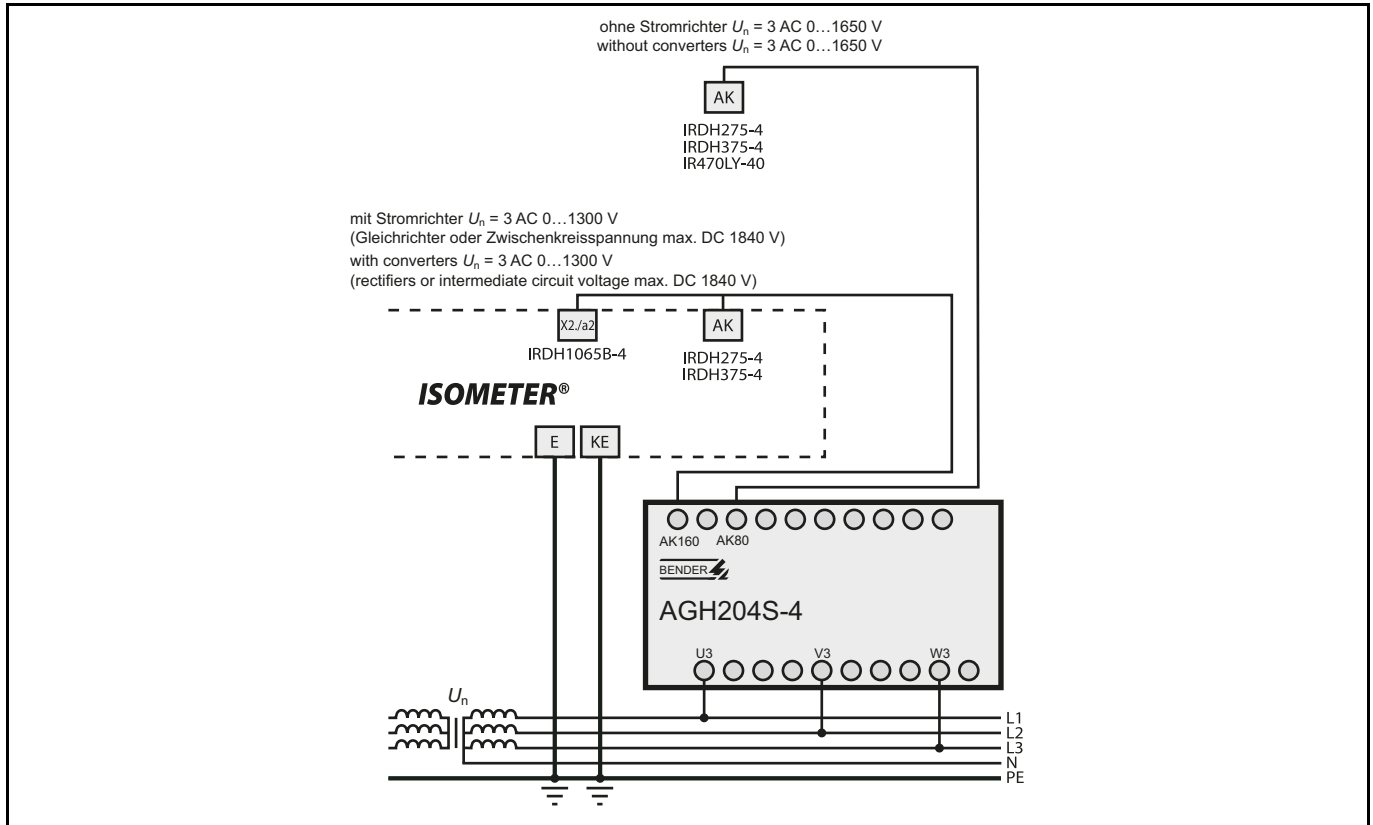 ohne Stromrichter Un = 3 AC 0…1650 V
without converters Un = 3 AC 0…1650 V
AK
IRDH275-4
IRDH375-4
IR470LY-40
mit Stromrichter Un = 3 AC 0…1300 V
(Gleichrichter oder Zwischenkreisspannung max. DC 1840 V)
with converters Un = 3 AC 0…1300 V
(rectifiers or intermediate circuit voltage max. DC 1840 V)
X2./a2
AK
IRDH1065B-4
IRDH275-4
IRDH375-4
ISOMETER®
E
KE
AK160
AK80
BENDER
AGH204S-4
U3
V3
W3
Un
L1
L2
L3
N
PE